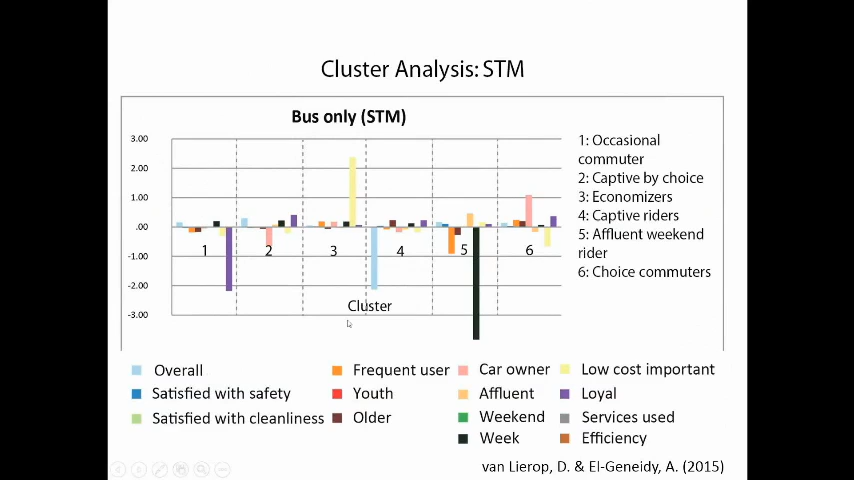 Cluster Analysis: STM
Bus only (STM)
3.00
2.00
1.00
.00
-1.00
-2.00
-3.00
1
2
3
4
5
6
Cluster
1: Occasional
commuter
2: Captive by choice
3: Economizers
4: Captive riders
5: Affluent weekend
rider
6: Choice commuters
Overall
Satisfied with safety
Satisfied with cleanliness
Frequent user
Youth
Older
Car owner
Affluent
Weekend
Week
Low cost important
Loyal
Services used
Efficiency
van Lierop, D. & El-Geneidy, A. (2015)